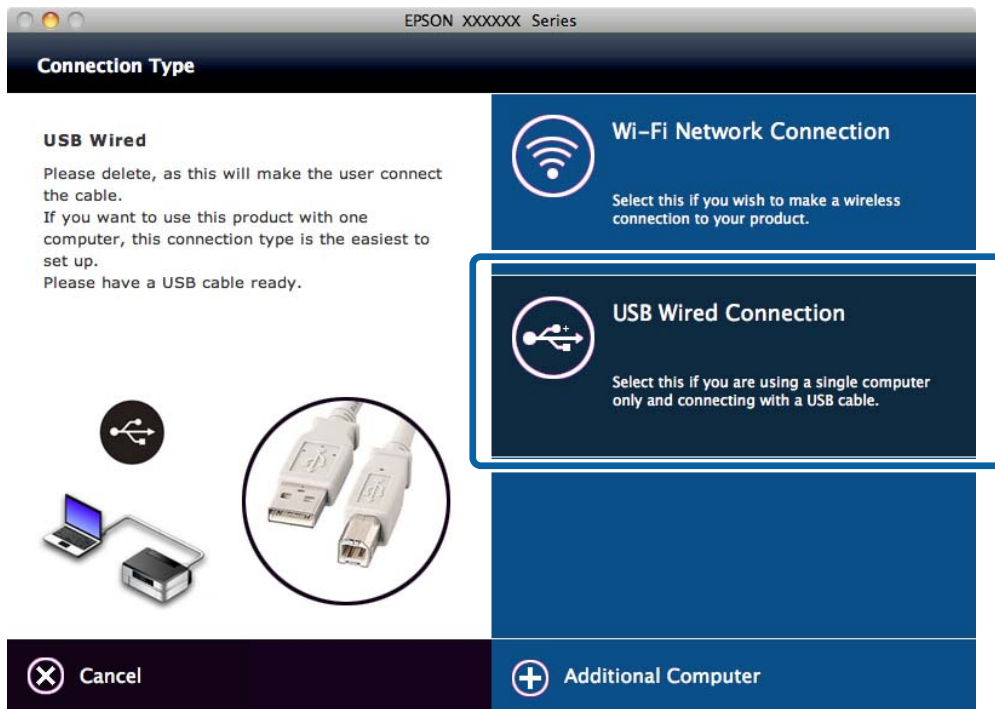 EPSON XXXXXX Series
Connection Type
USB Wired
Please delete, as this will make the user connect
the cable.
If you want to use this product with one
computer, this connection type is the easiest to
set up.
Please have a USB cable ready.
Wi-Fi Network Connection
Select this if you wish to make a wireless
connection to your product.
USB Wired Connection
Select this if you are using a single computer
only and connecting with a USB cable.
Cancel
Additional Computer